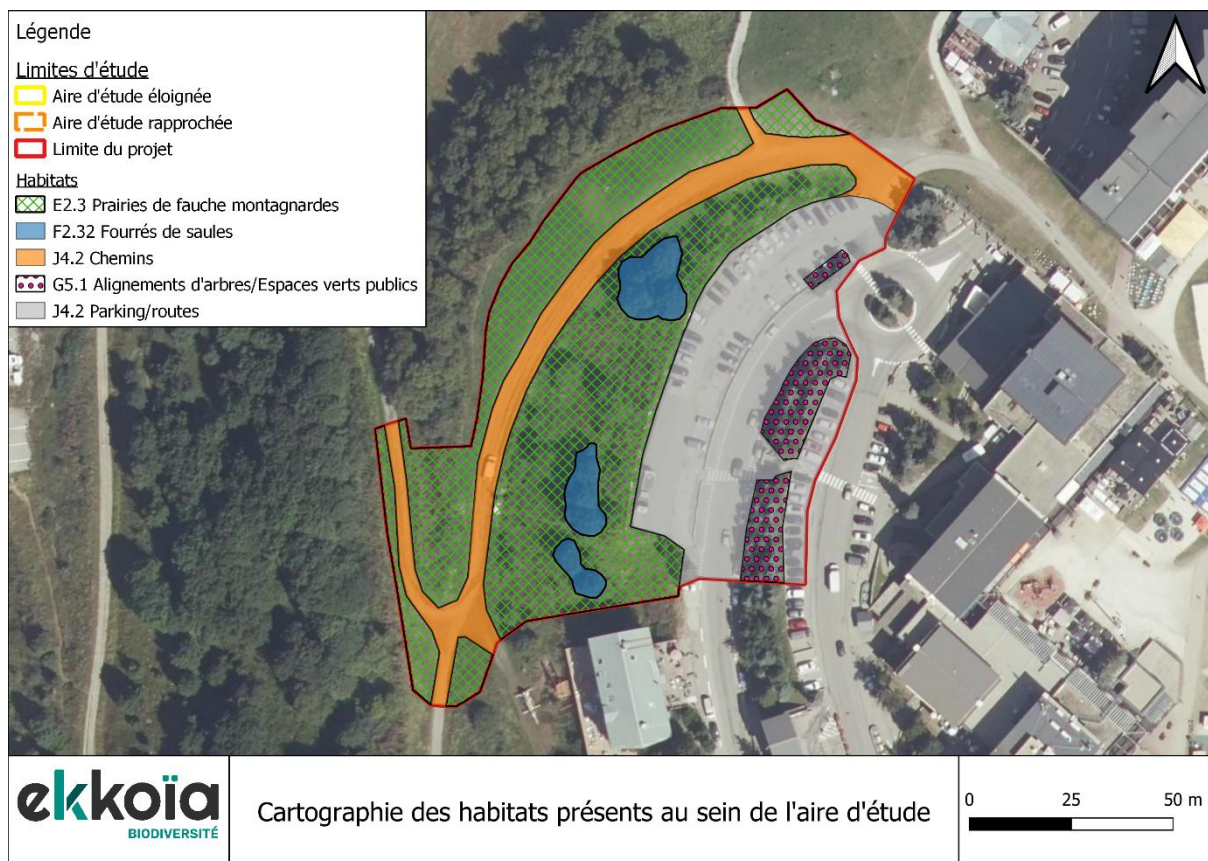 Légende
Limites d'étude
Aire d'étude éloignée
Aire d'étude rapprochée
Limite du projet
Habitats
E2.3 Prairies de fauche montagnardes
F2.32 Fourrés de saules
J4.2 Chemins
G5.1 Alignements d'arbres/Espaces verts publics
J4.2 Parking/routes
ekkoïa
BIODIVERSITÉ
Cartographie des habitats présents au sein de l'aire d'étude
0 25 50 m